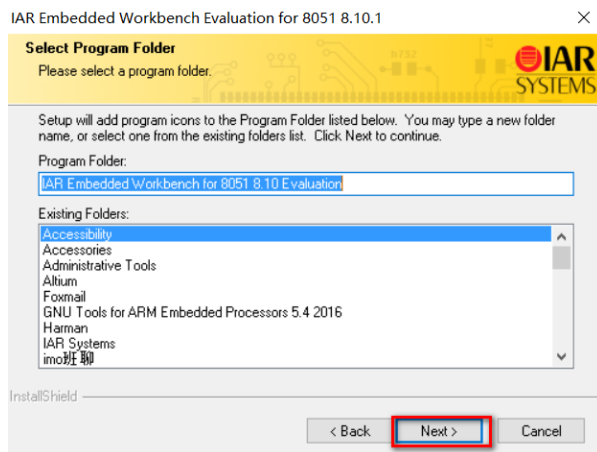 IAR Embedded Workbench Evaluation for 8051 8.10.1
Select Program Folder
Please select a program folder.
IAR
SYSTEMS
Setup will add program icons to the Program Folder listed below. You may type a new folder
name, or select one from the existing folders list. Click Next to continue.
Program Folder:
IAR Embedded Workbench for 8051 8.10 Evaluation
Existing Folders:
Accessibility
Accessories
Administrative Tools
Altium
Foxmail
GNU Tools for ARM Embedded Processors 5.4 2016
Harman
IAR Systems
imo班聊
InstallShield
< Back
Next >
Cancel